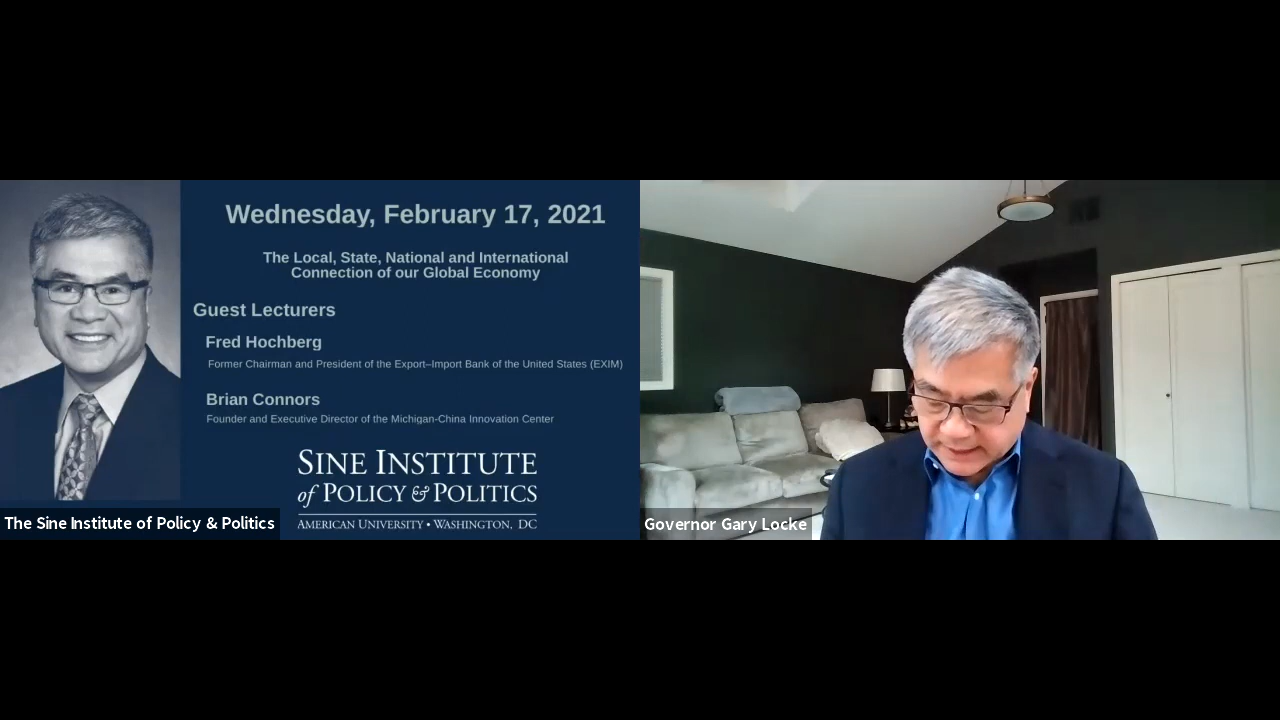 Wednesday, February 17, 2021
The Local, State, National and International
Connection of our Global Economy
Guest Lecturers
Fred Hochberg
Former Chairman and President of the Export–Import Bank of the United States (EXIM)
Brian Connors
Founder and Executive Director of the Michigan-China Innovation Center
SINE INSTITUTE
of POLICY & POLITICS
AMERICAN UNIVERSITY • WASHINGTON, DC
The Sine Institute of Policy & Politics
Governor Gary Locke